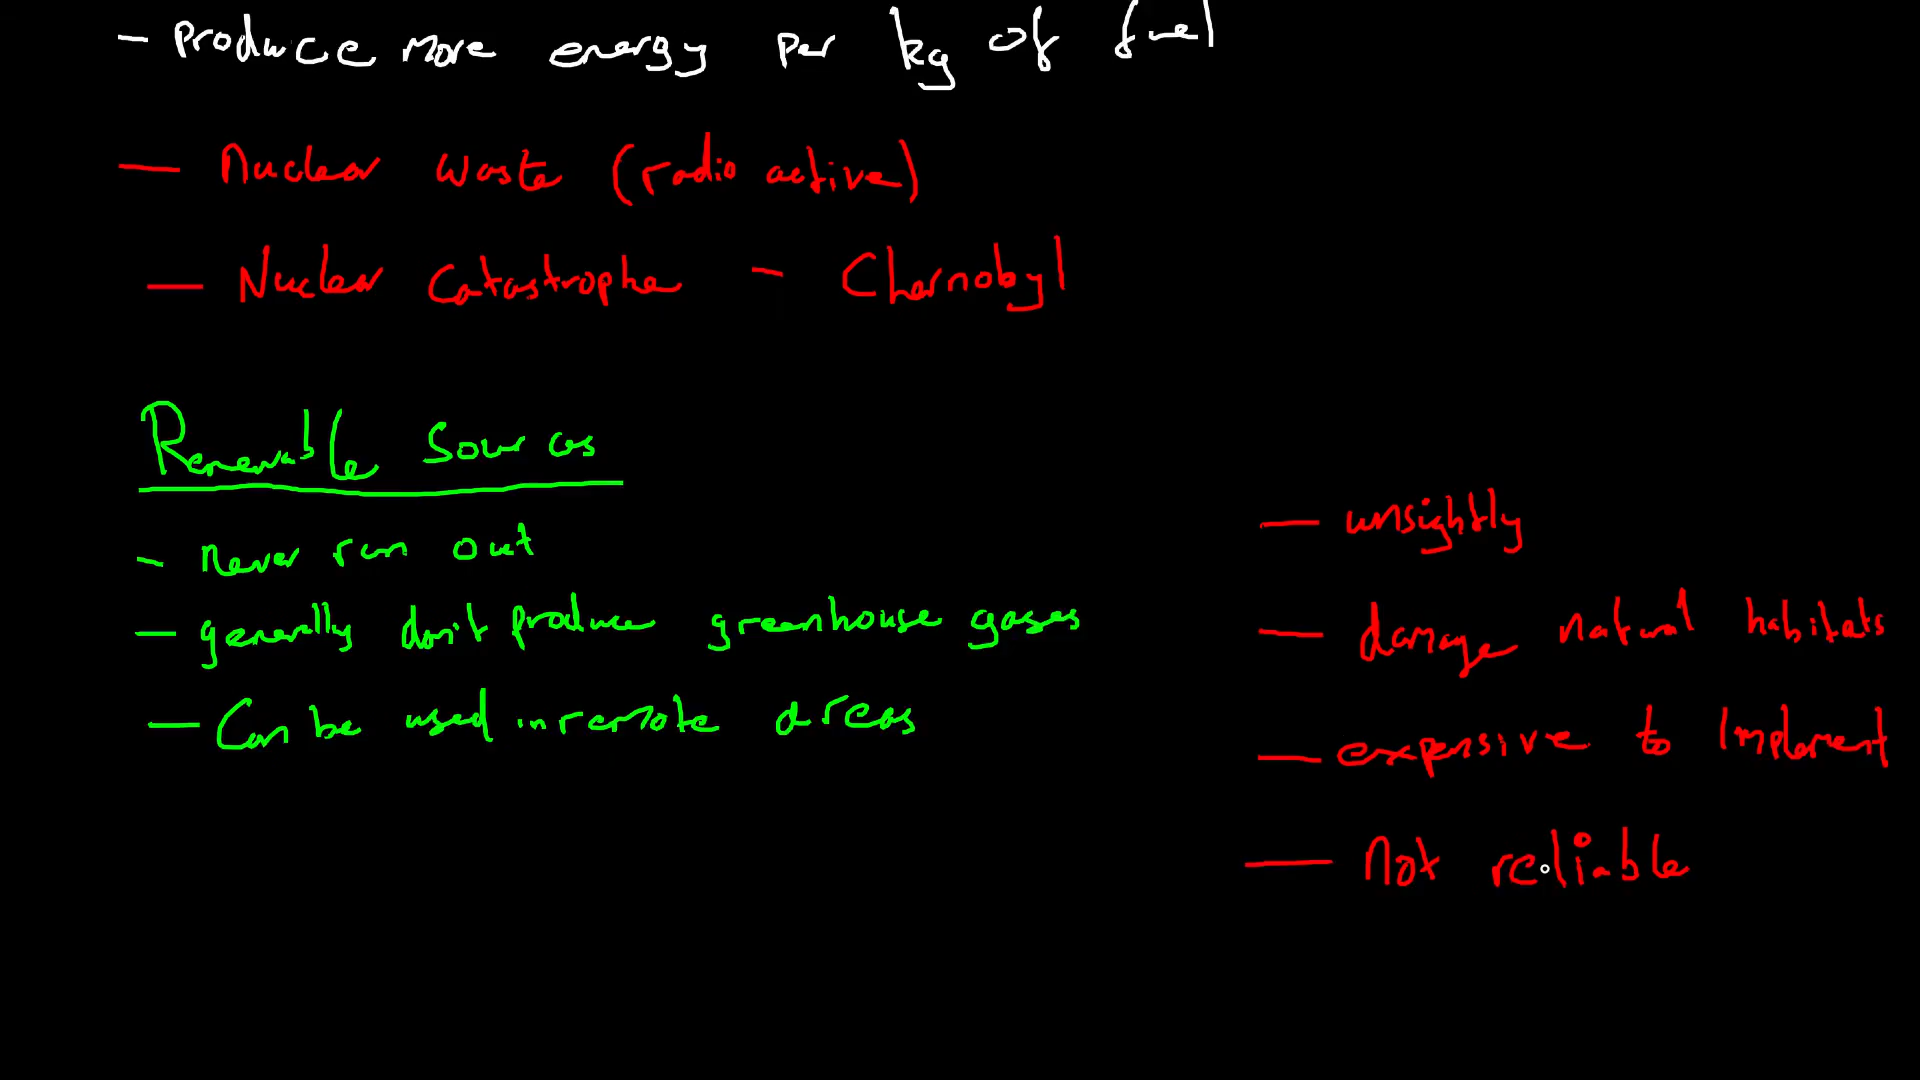 - Produce more energy per kg of fuel
- Nuclear Waste (radio active)
- Nuclear Catastrophe - Chernobyl
Renewable Sources
- never run out
- generally don't produce greenhouse gases
- Can be used in remote areas
- unsightly
- damage natural habitats
- expensive to implement
- Not reliable